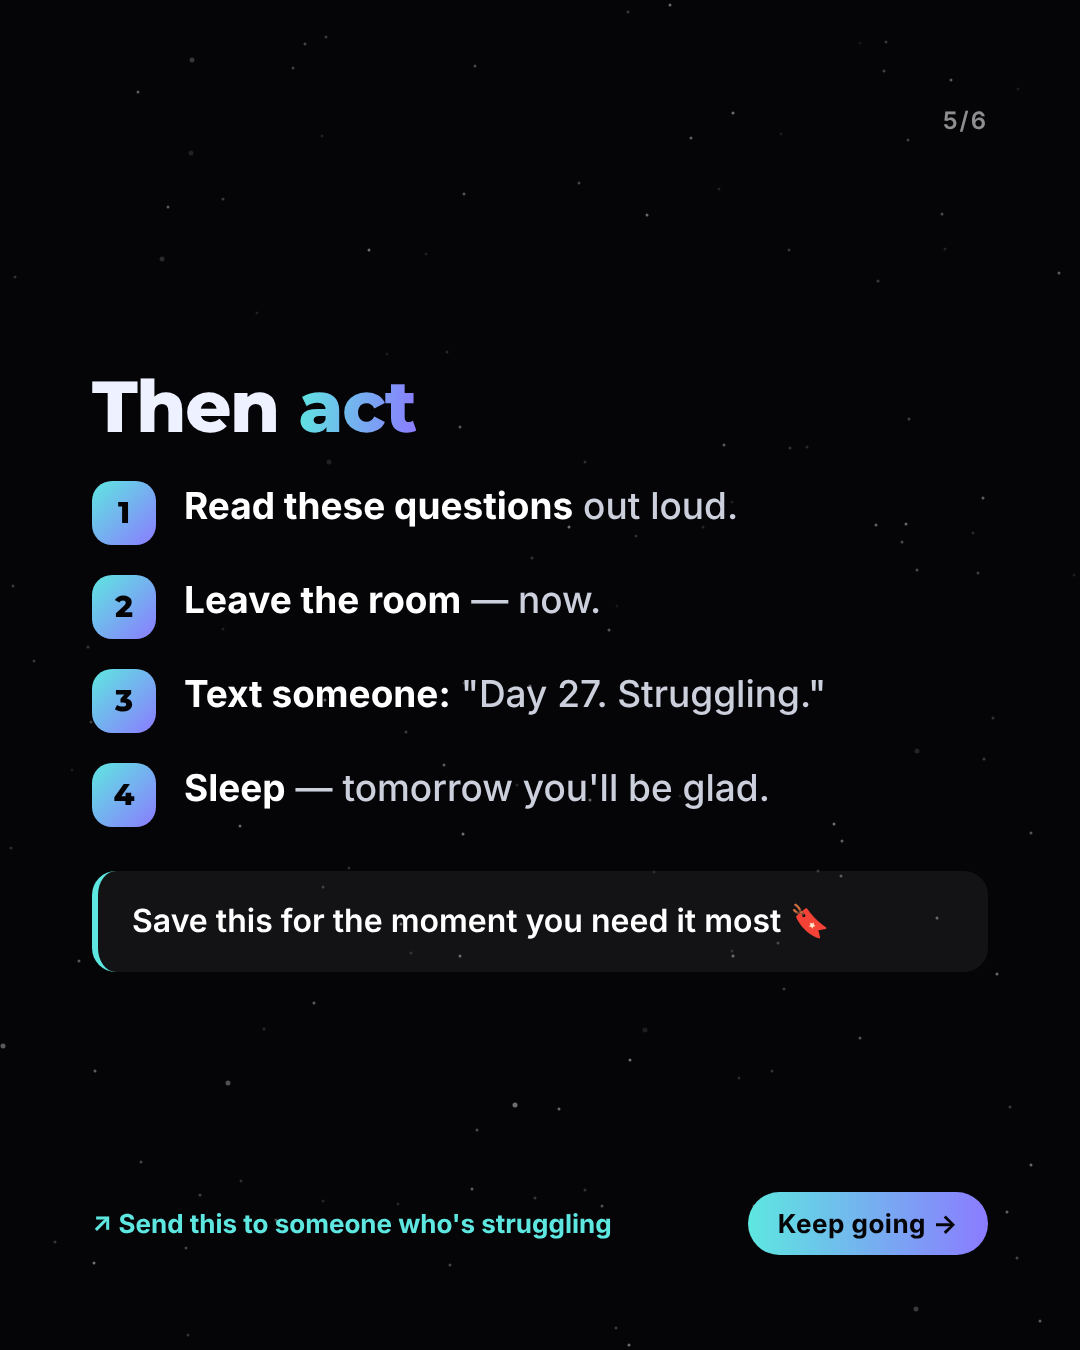 5/6
Then act
1 Read these questions out loud.
2 Leave the room — now.
3 Text someone: "Day 27. Struggling."
4 Sleep — tomorrow you'll be glad.
Save this for the moment you need it most 🔖
↗ Send this to someone who's struggling
Keep going →